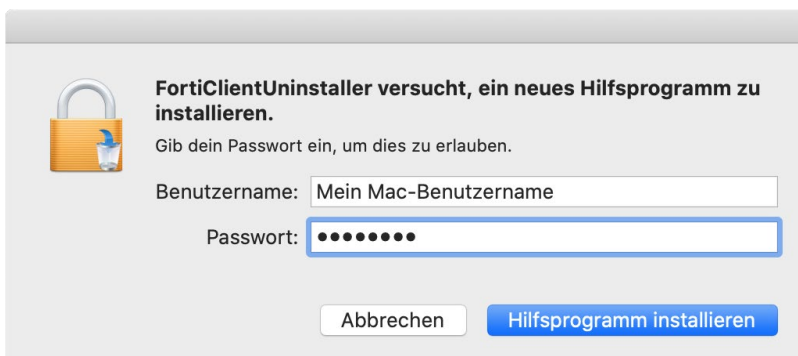 FortiClientUninstaller versucht, ein neues Hilfsprogramm zu
installieren.
Gib dein Passwort ein, um dies zu erlauben.
Benutzername: Mein Mac-Benutzername
Passwort: ●●●●●●●●
Abbrechen Hilfsprogramm installieren